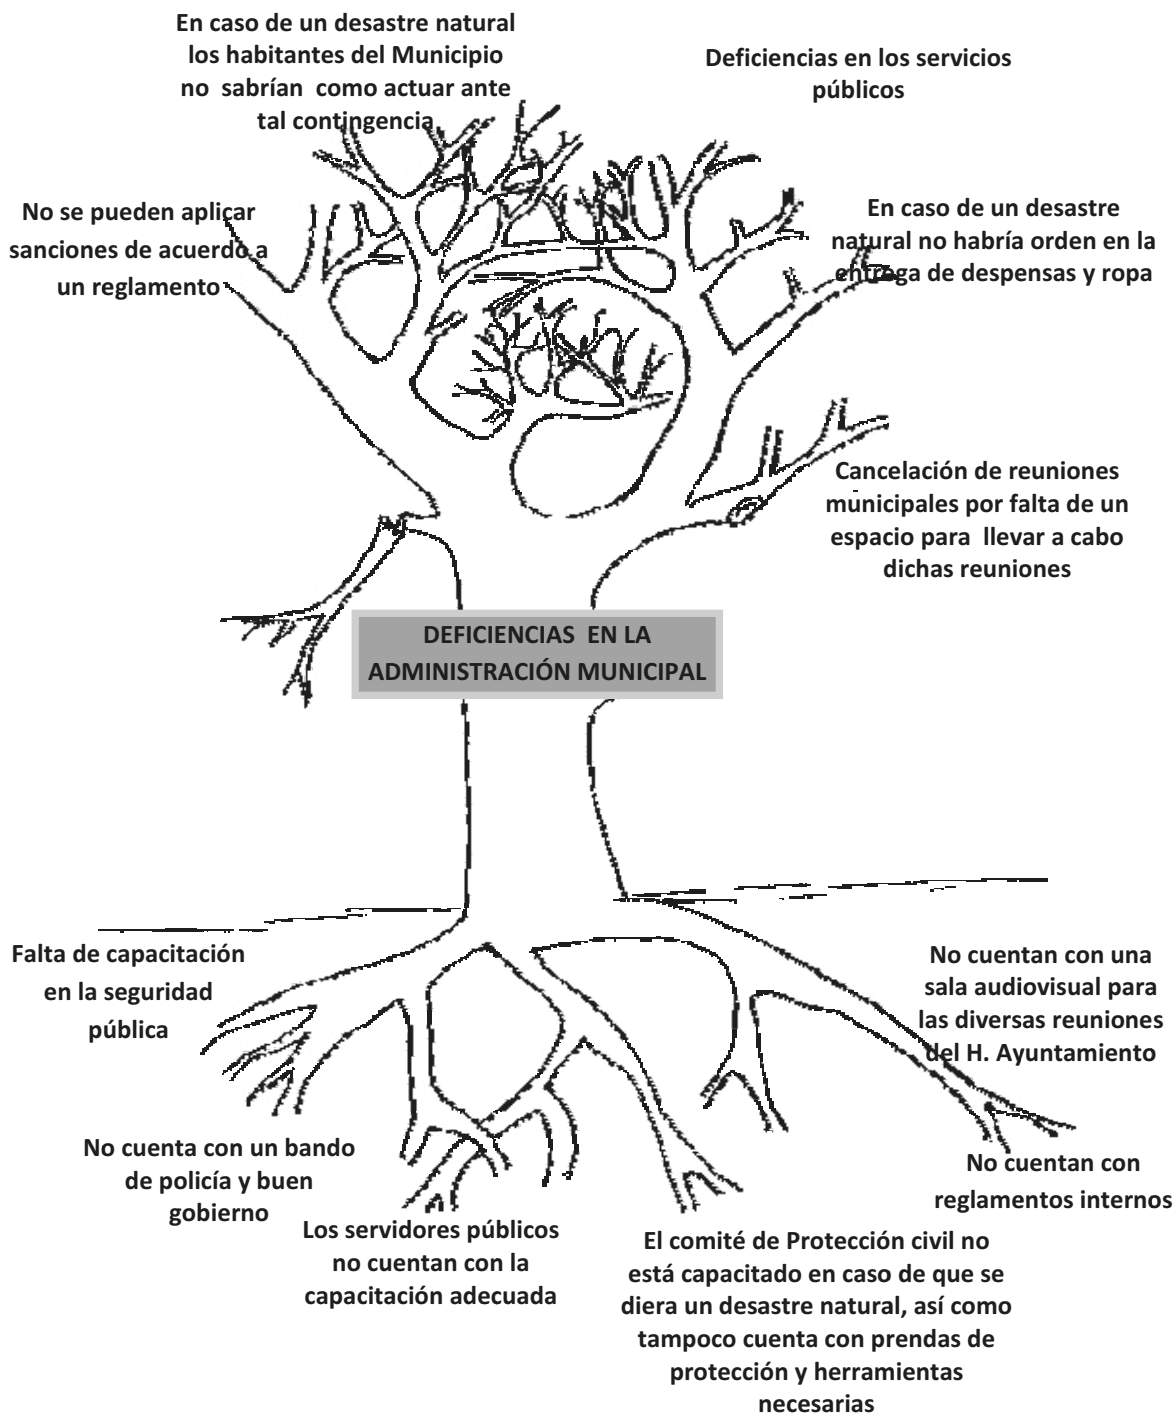 En caso de un desastre natural
los habitantes del Municipio
no sabrían como actuar ante
tal contingencia
Deficiencias en los servicios
públicos
No se pueden aplicar
sanciones de acuerdo a
un reglamento
En caso de un desastre
natural no habría orden en la
entrega de despensas y ropa
Cancelación de reuniones
municipales por falta de un
espacio para llevar a cabo
dichas reuniones
DEFICIENCIAS EN LA
ADMINISTRACIÓN MUNICIPAL
Falta de capacitación
en la seguridad
pública
No cuentan con una
sala audiovisual para
las diversas reuniones
del H. Ayuntamiento
No cuenta con un bando
de policía y buen
gobierno
No cuentan con
reglamentos internos
Los servidores públicos
no cuentan con la
capacitación adecuada
El comité de Protección civil no
está capacitado en caso de que se
diera un desastre natural, así como
tampoco cuenta con prendas de
protección y herramientas
necesarias